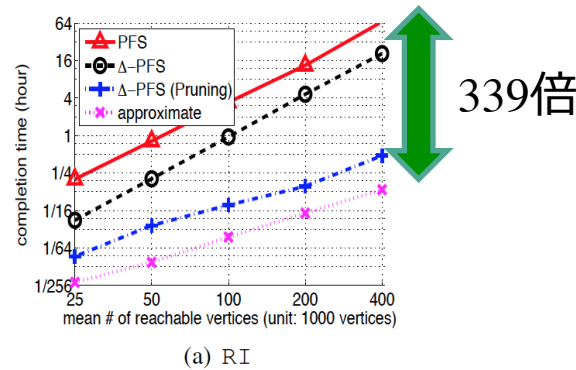 completion time (hour)
64
16
4
1
1/4
1/16
1/64
1/256
PFS
Δ-PFS
Δ-PFS (Pruning)
approximate
339倍
25 50 100 200 400
mean # of reachable vertices (unit: 1000 vertices)
(a) RI